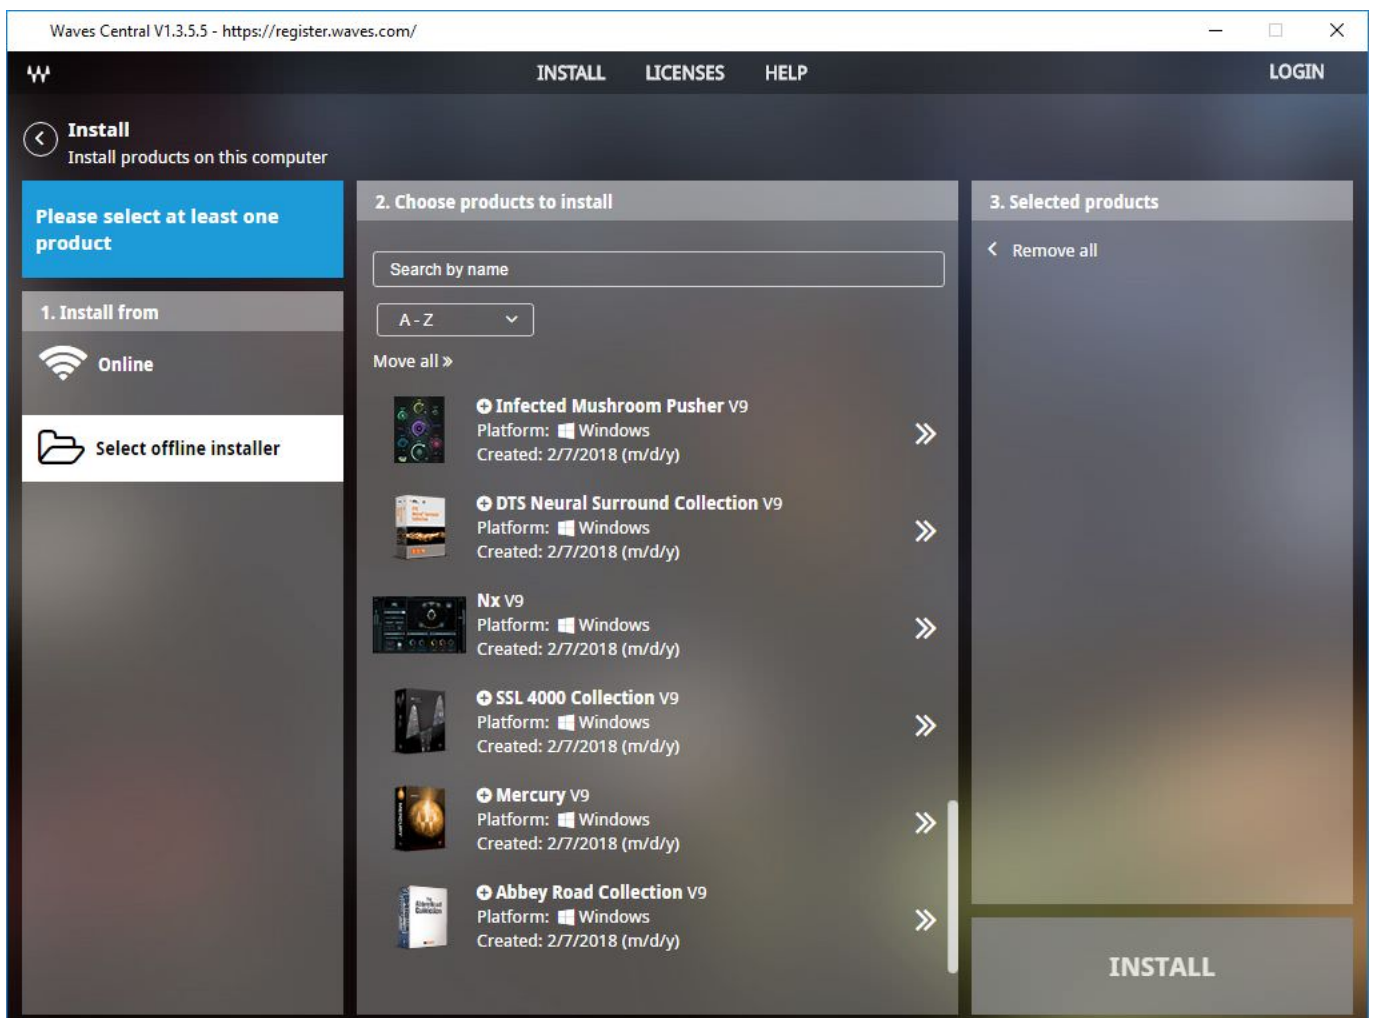 Waves Central V1.3.5.5 - https://register.waves.com/
INSTALL LICENSES HELP LOGIN
Install
Install products on this computer
Please select at least one
product
1. Install from
Online
Select offline installer
2. Choose products to install
Search by name
A - Z
Move all »
Infected Mushroom Pusher V9
Platform: Windows
Created: 2/7/2018 (m/d/y)
DTS Neural Surround Collection V9
Platform: Windows
Created: 2/7/2018 (m/d/y)
Nx V9
Platform: Windows
Created: 2/7/2018 (m/d/y)
SSL 4000 Collection V9
Platform: Windows
Created: 2/7/2018 (m/d/y)
MERCURY
Mercury V9
Platform: Windows
Created: 2/7/2018 (m/d/y)
Abbey Road Collection V9
Platform: Windows
Created: 2/7/2018 (m/d/y)
3. Selected products
Remove all
INSTALL